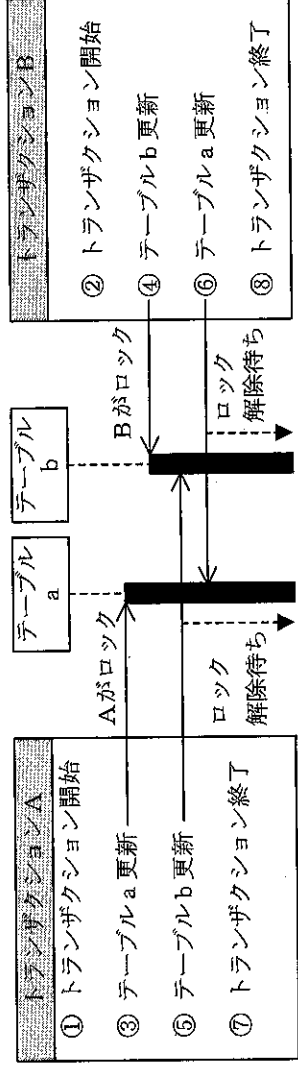 トランザクションA
① トランザクション開始
③ テーブルa更新
⑤ テーブルb更新
⑦ トランザクション終了
テーブル
a
テーブル
b
Aがロック
Bがロック
ロック
解除待ち
ロック
解除待ち
トランザクションB
② トランザクション開始
④ テーブルb更新
⑥ テーブルa更新
⑧ トランザクション終了